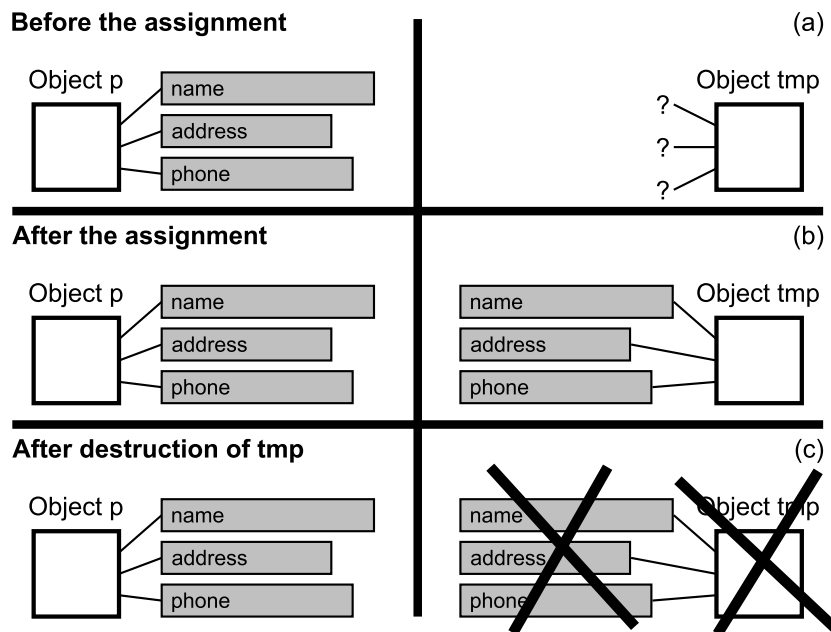 Before the assignment
(a)
Object p
name
address
phone
Object tmp
?
?
?
After the assignment
(b)
Object p
name
address
phone
name
address
phone
Object tmp
After destruction of tmp
(c)
Object p
name
address
phone
name
address
phone
Object tmp